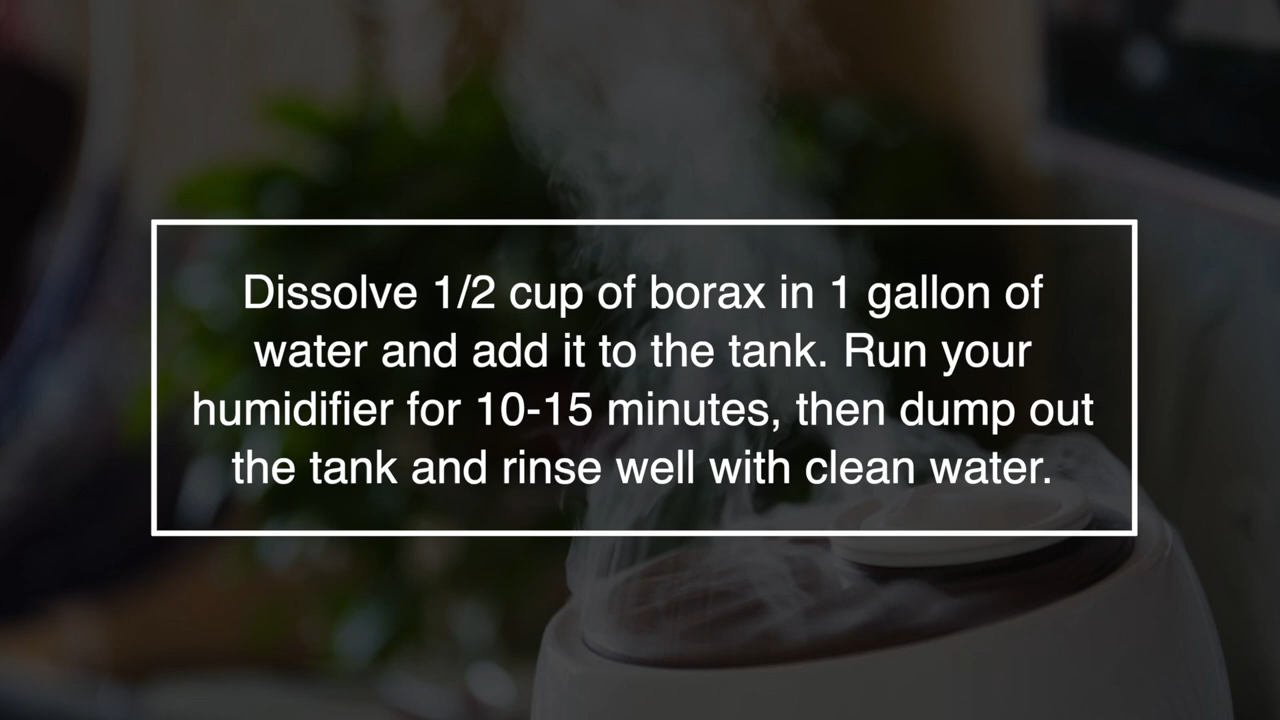 Dissolve 1/2 cup of borax in 1 gallon of
water and add it to the tank. Run your
humidifier for 10-15 minutes, then dump out
the tank and rinse well with clean water.